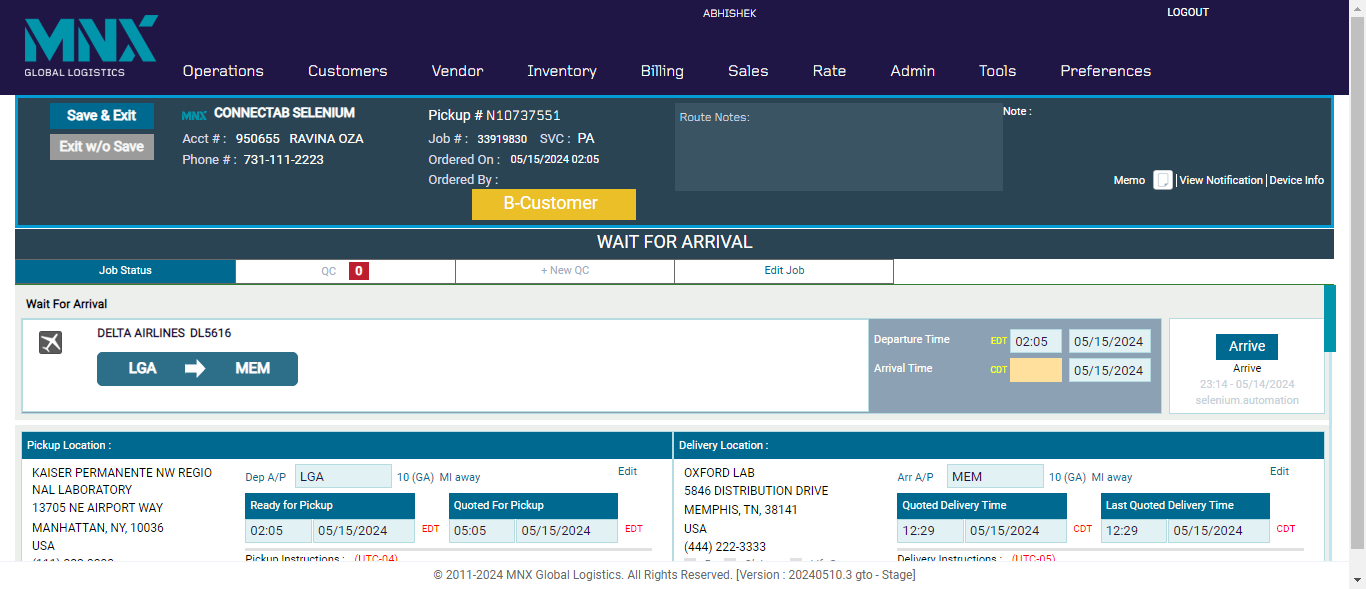 ABHISHEK
LOGOUT
MNX
GLOBAL LOGISTICS
Operations Customers Vendor Inventory Billing Sales Rate Admin Tools Preferences
Save & Exit
Exit w/o Save
MNX CONNECTAB SELENIUM
Acct # : 950655 RAVINA OZA
Phone # : 731-111-2223
Pickup # N10737551
Job # : 33919830 SVC : PA
Ordered On : 05/15/2024 02:05
Ordered By :
B-Customer
Route Notes:
Note :
Memo | View Notification | Device Info
WAIT FOR ARRIVAL
Job Status QC 0 + New QC Edit Job
Wait For Arrival
DELTA AIRLINES DL5616
LGA MEM
Departure Time EDT 02:05 05/15/2024
Arrival Time CDT 05/15/2024
Arrive
Arrive
23:14 - 05/14/2024
selenium.automation
Pickup Location :
KAISER PERMANENTE NW REGIO
NAL LABORATORY
13705 NE AIRPORT WAY
MANHATTAN, NY, 10036
USA
Dep A/P LGA 10 (GA) MI away Edit
Ready for Pickup Quoted For Pickup
02:05 05/15/2024 EDT 05:05 05/15/2024 EDT
Pickup Instructions : (UTC-04)
Delivery Location :
OXFORD LAB
5846 DISTRIBUTION DRIVE
MEMPHIS, TN, 38141
USA
(444) 222-3333
Arr A/P MEM 10 (GA) MI away Edit
Quoted Delivery Time Last Quoted Delivery Time
12:29 05/15/2024 CDT 12:29 05/15/2024 CDT
Delivery Instructions : (UTC-05)
© 2011-2024 MNX Global Logistics. All Rights Reserved. [Version : 20240510.3 gto - Stage]